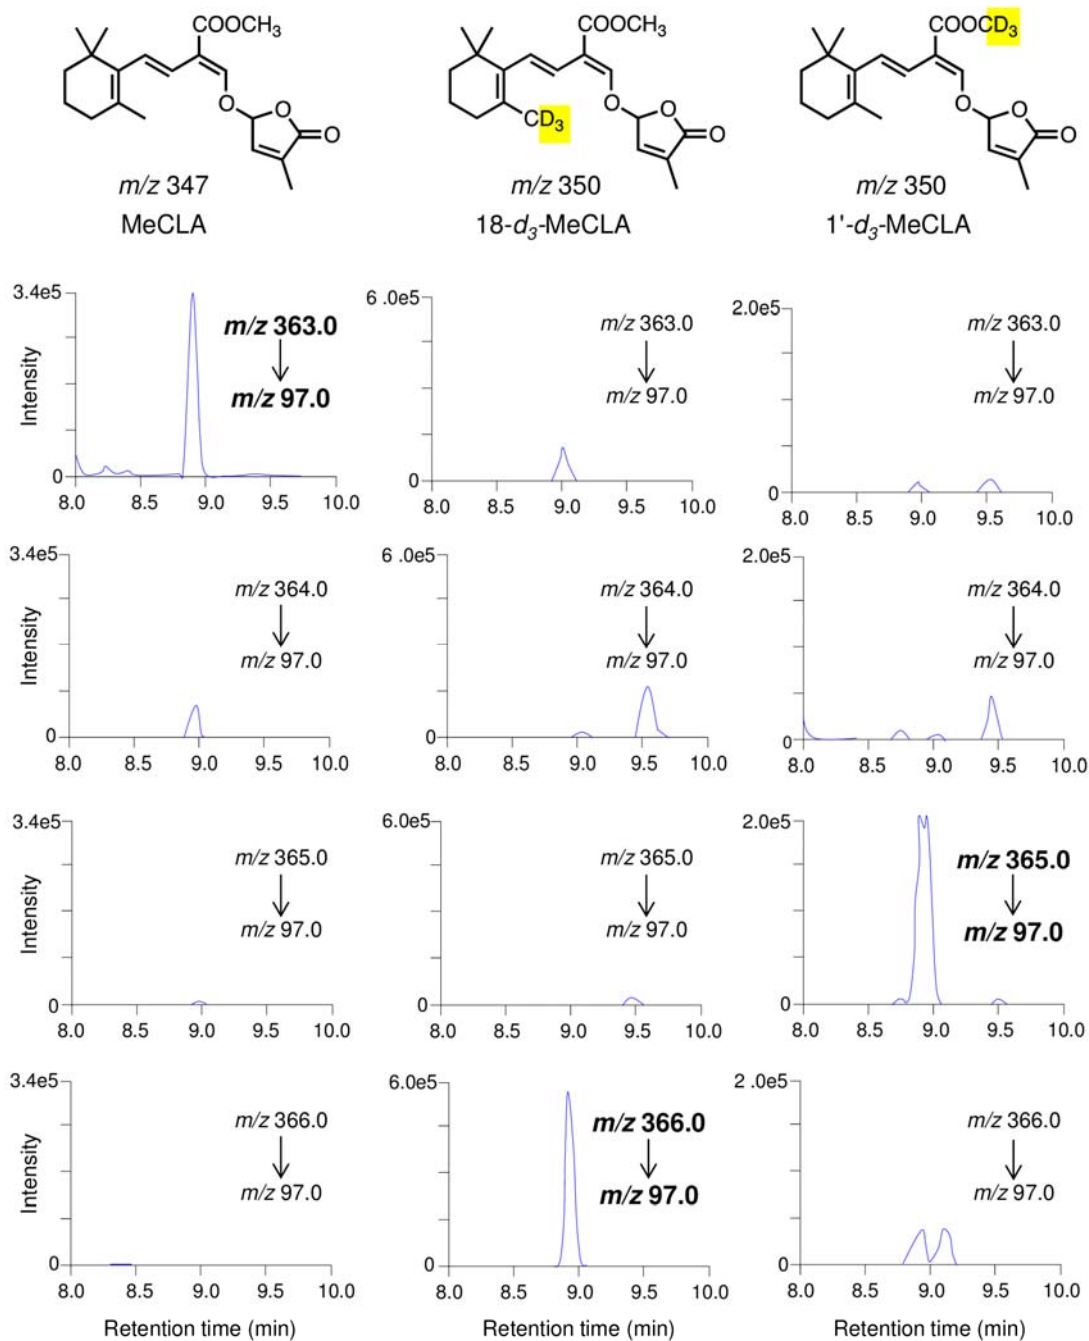 COOCH3 COOCH3 COOCD3
O O O
O O CD3 O O O O
m/z 347 m/z 350 m/z 350
MeCLA 18-d3-MeCLA 1'-d3-MeCLA
3.4e5 6 .0e5 2.0e5
m/z 363.0 m/z 363.0 m/z 363.0
m/z 97.0 m/z 97.0 m/z 97.0
Intensity
0 0 0
8.0 8.5 9.0 9.5 10.0 8.0 8.5 9.0 9.5 10.0 8.0 8.5 9.0 9.5 10.0
3.4e5 6 .0e5 2.0e5
m/z 364.0 m/z 364.0 m/z 364.0
m/z 97.0 m/z 97.0 m/z 97.0
Intensity
0 0 0
8.0 8.5 9.0 9.5 10.0 8.0 8.5 9.0 9.5 10.0 8.0 8.5 9.0 9.5 10.0
3.4e5 6.0e5 2.0e5
m/z 365.0 m/z 365.0 m/z 365.0
m/z 97.0 m/z 97.0 m/z 97.0
Intensity
0 0 0
8.0 8.5 9.0 9.5 10.0 8.0 8.5 9.0 9.5 10.0 8.0 8.5 9.0 9.5 10.0
3.4e5 6.0e5 2 .0e5
m/z 366.0 m/z 366.0 m/z 366.0
m/z 97.0 m/z 97.0 m/z 97.0
Intensity
0 0 0
8.0 8.5 9.0 9.5 10.0 8.0 8.5 9.0 9.5 10.0 8.0 8.5 9.0 9.5 10.0
Retention time (min) Retention time (min) Retention time (min)